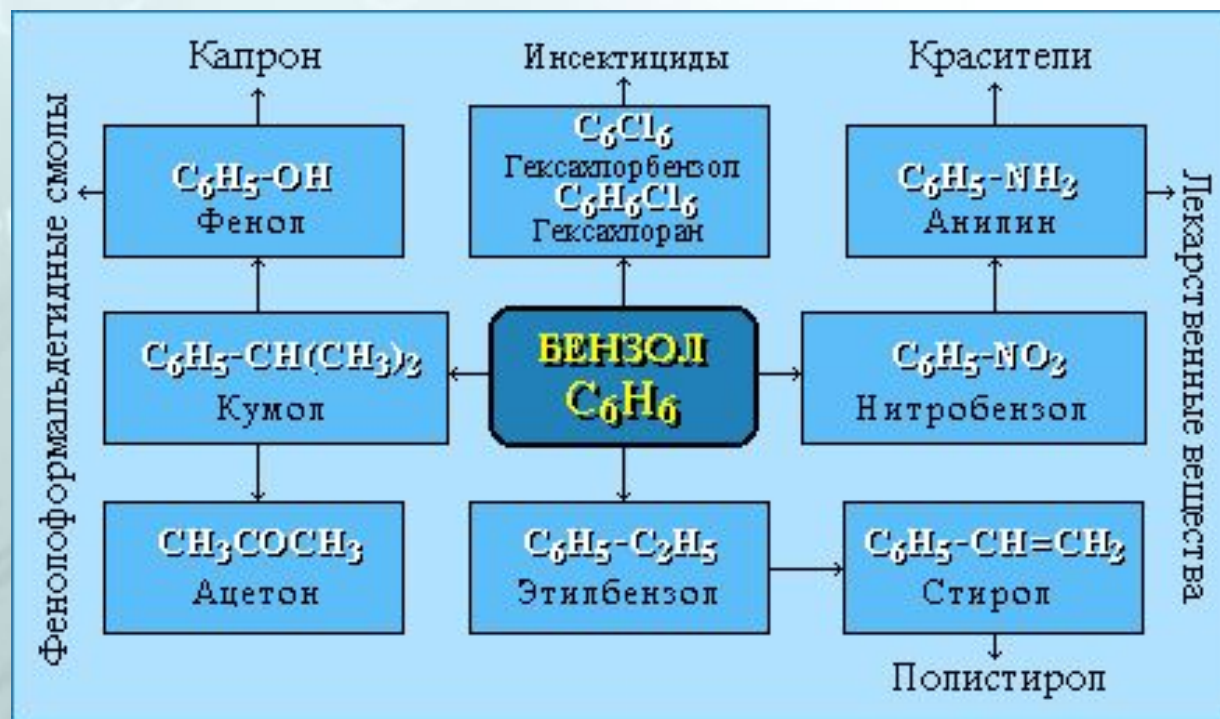 Капрон
Инсектициды
Красители
Фенолоформальдегидные смолы
C₆H₅-OH
Фенол
C₆Cl₆
Гексахлорбензол
C₆H₆Cl₆
Гексахлоран
C₆H₅-NH₂
Анилин
Лекарственные вещества
C₆H₅-CH(CH₃)₂
Кумол
БЕНЗОЛ
C₆H₆
C₆H₅-NO₂
Нитробензол
CH₃COCH₃
Ацетон
C₆H₅-C₂H₅
Этилбензол
C₆H₅-CH=CH₂
Стирол
Полистирол